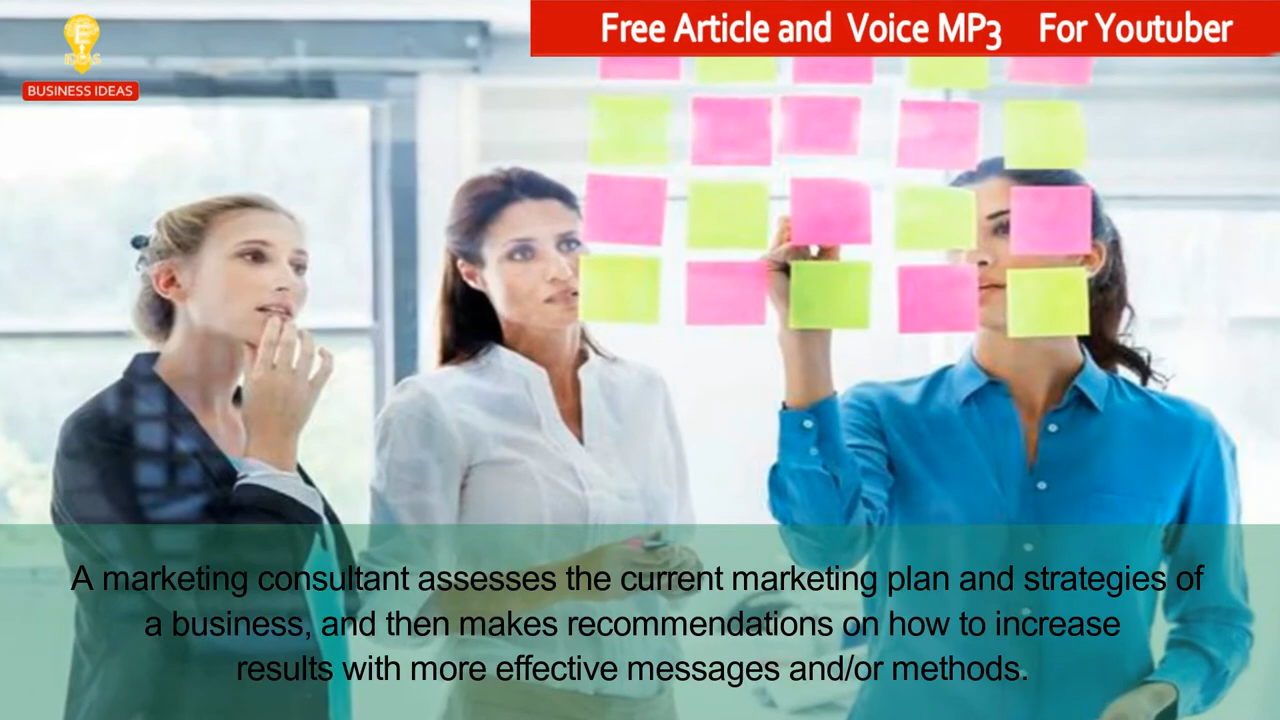 Free Article and Voice MP3 For Youtuber
BUSINESS IDEAS
A marketing consultant assesses the current marketing plan and strategies of
a business, and then makes recommendations on how to increase
results with more effective messages and/or methods.